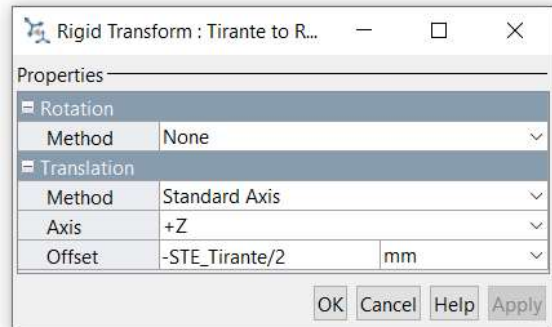 Rigid Transform : Tirante to R...
Properties
Rotation
Method None
Translation
Method Standard Axis
Axis +Z
Offset -STE_Tirante/2 mm
OK Cancel Help Apply